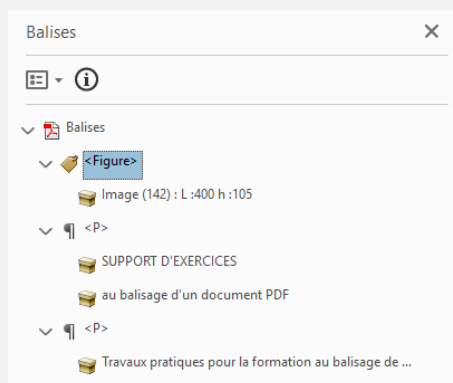 Balises
Balises
<Figure>
Image (142) : L :400 h :105
<P>
SUPPORT D'EXERCICES
au balisage d'un document PDF
<P>
Travaux pratiques pour la formation au balisage de ...